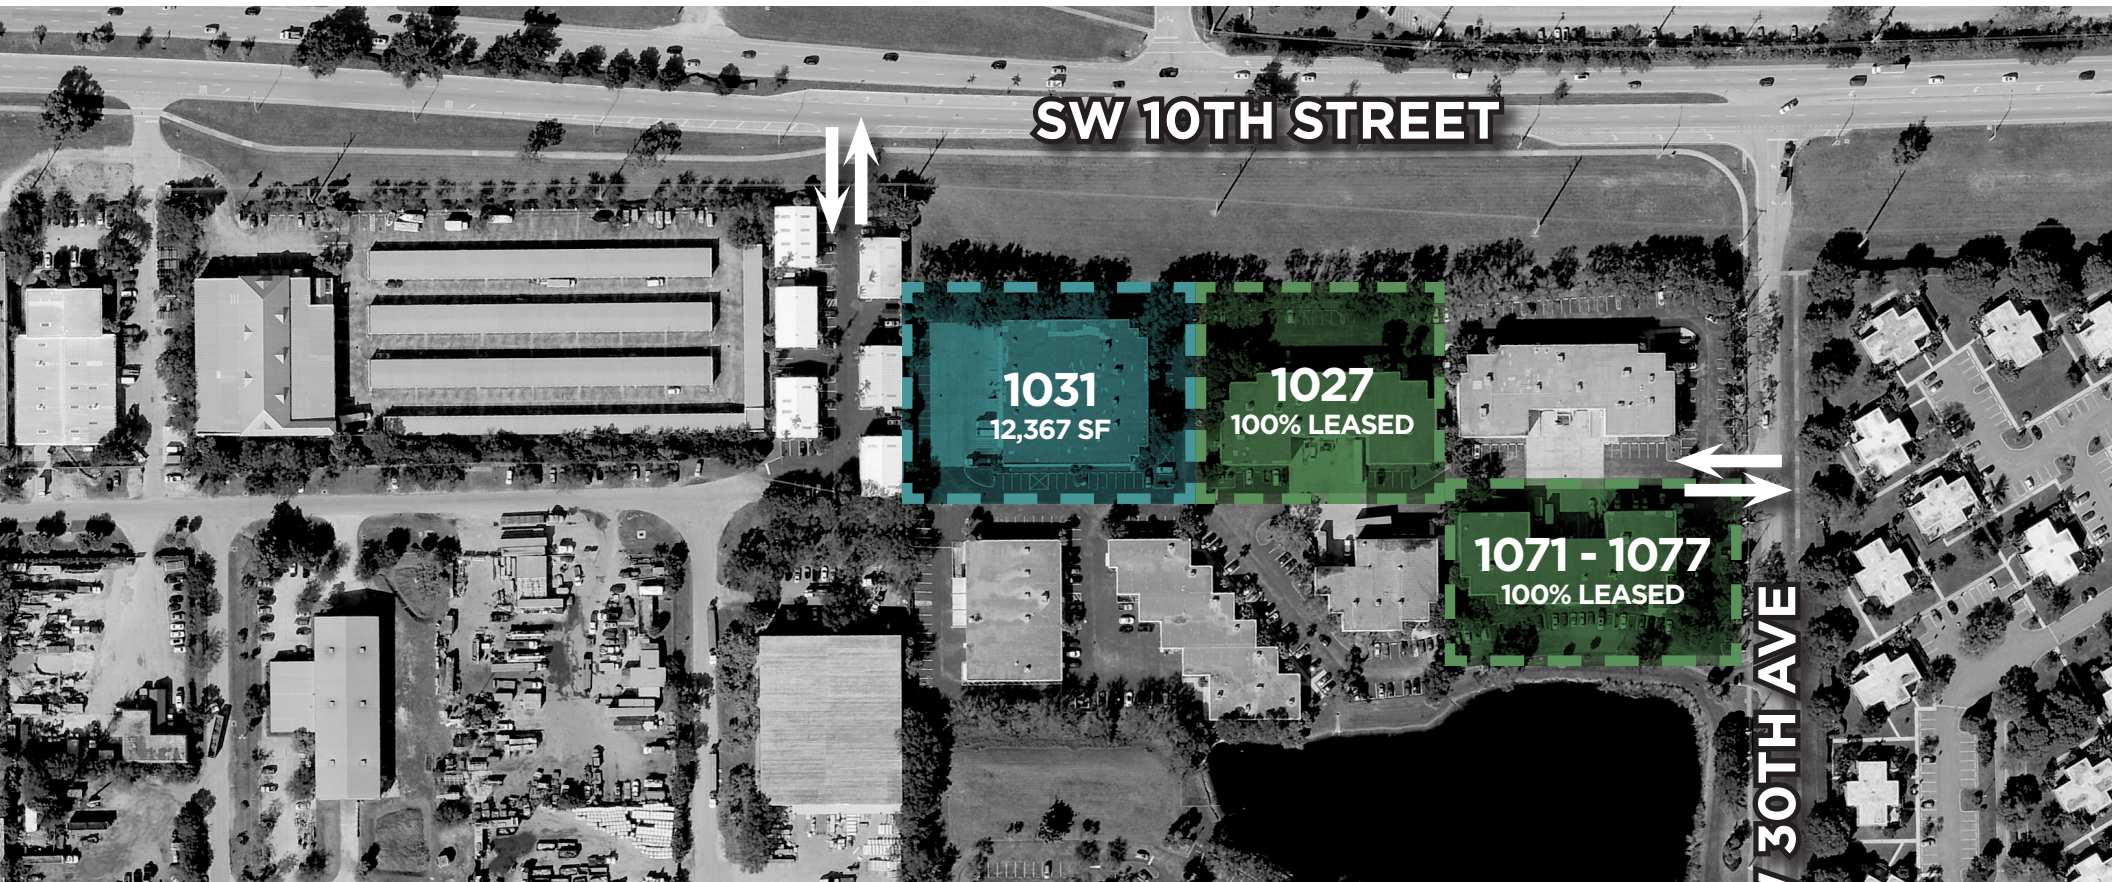 SW 10TH STREET
1031
12,367 SF
1027
100% LEASED
1071 - 1077
100% LEASED
30TH AVE